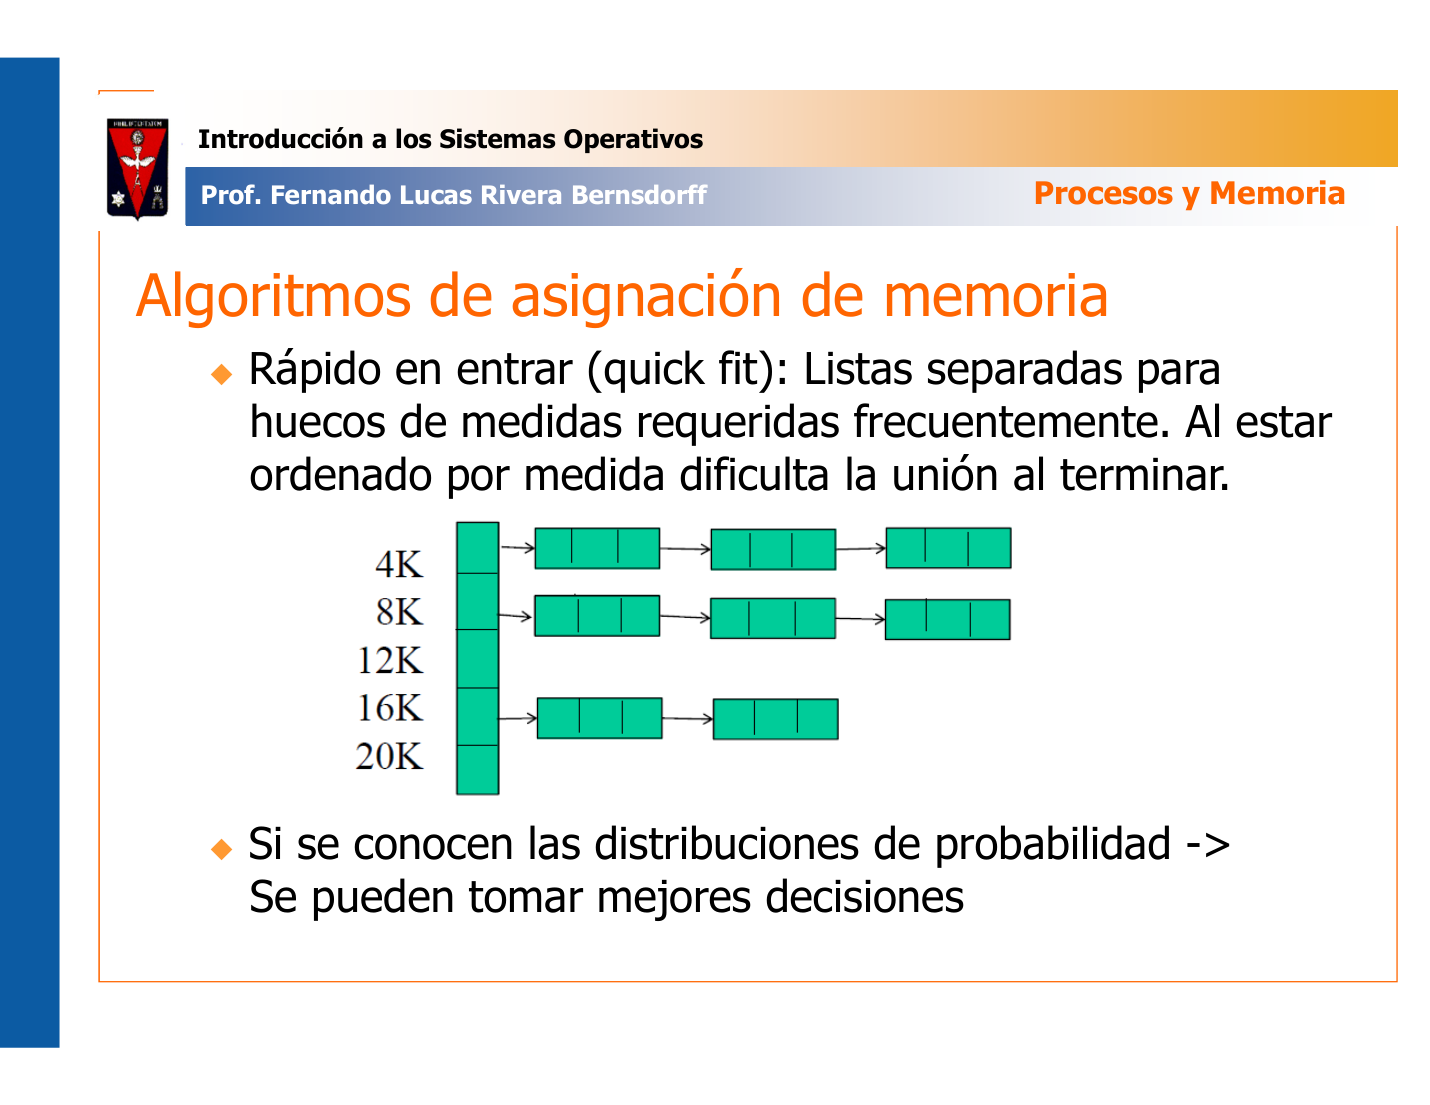 Introducción a los Sistemas Operativos
Prof. Fernando Lucas Rivera Bernsdorff
Procesos y Memoria
Algoritmos de asignación de memoria
Rápido en entrar (quick fit): Listas separadas para
huecos de medidas requeridas frecuentemente. Al estar
ordenado por medida dificulta la unión al terminar.
4K
8K
12K
16K
20K
Si se conocen las distribuciones de probabilidad ->
Se pueden tomar mejores decisiones